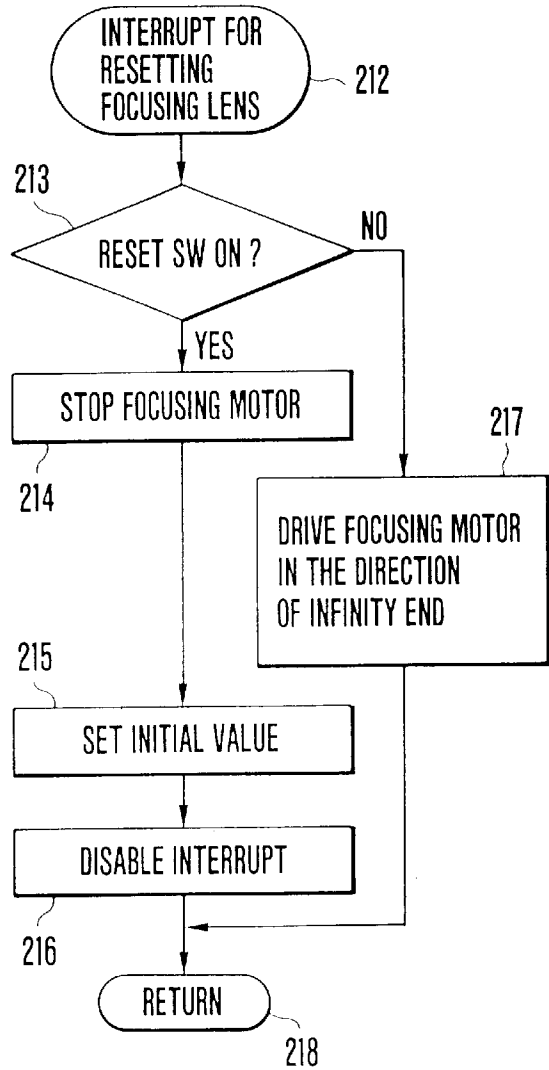 INTERRUPT FOR
RESETTING
FOCUSING LENS
212
213
RESET SW ON ?
NO
YES
STOP FOCUSING MOTOR
214
217
DRIVE FOCUSING MOTOR
IN THE DIRECTION
OF INFINITY END
215
SET INITIAL VALUE
DISABLE INTERRUPT
216
RETURN
218